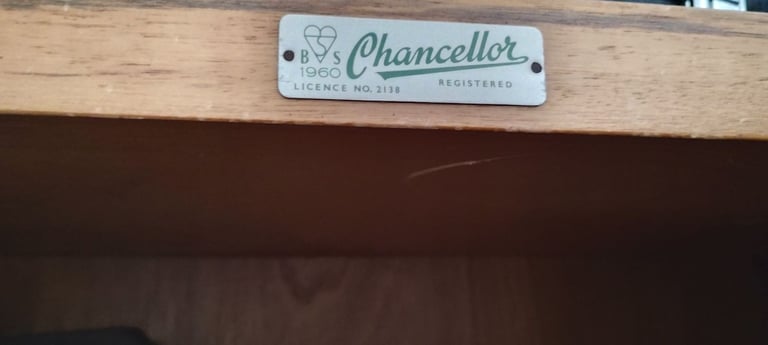 BS Chancellor
1960
LICENCE NO. 2138 REGISTERED